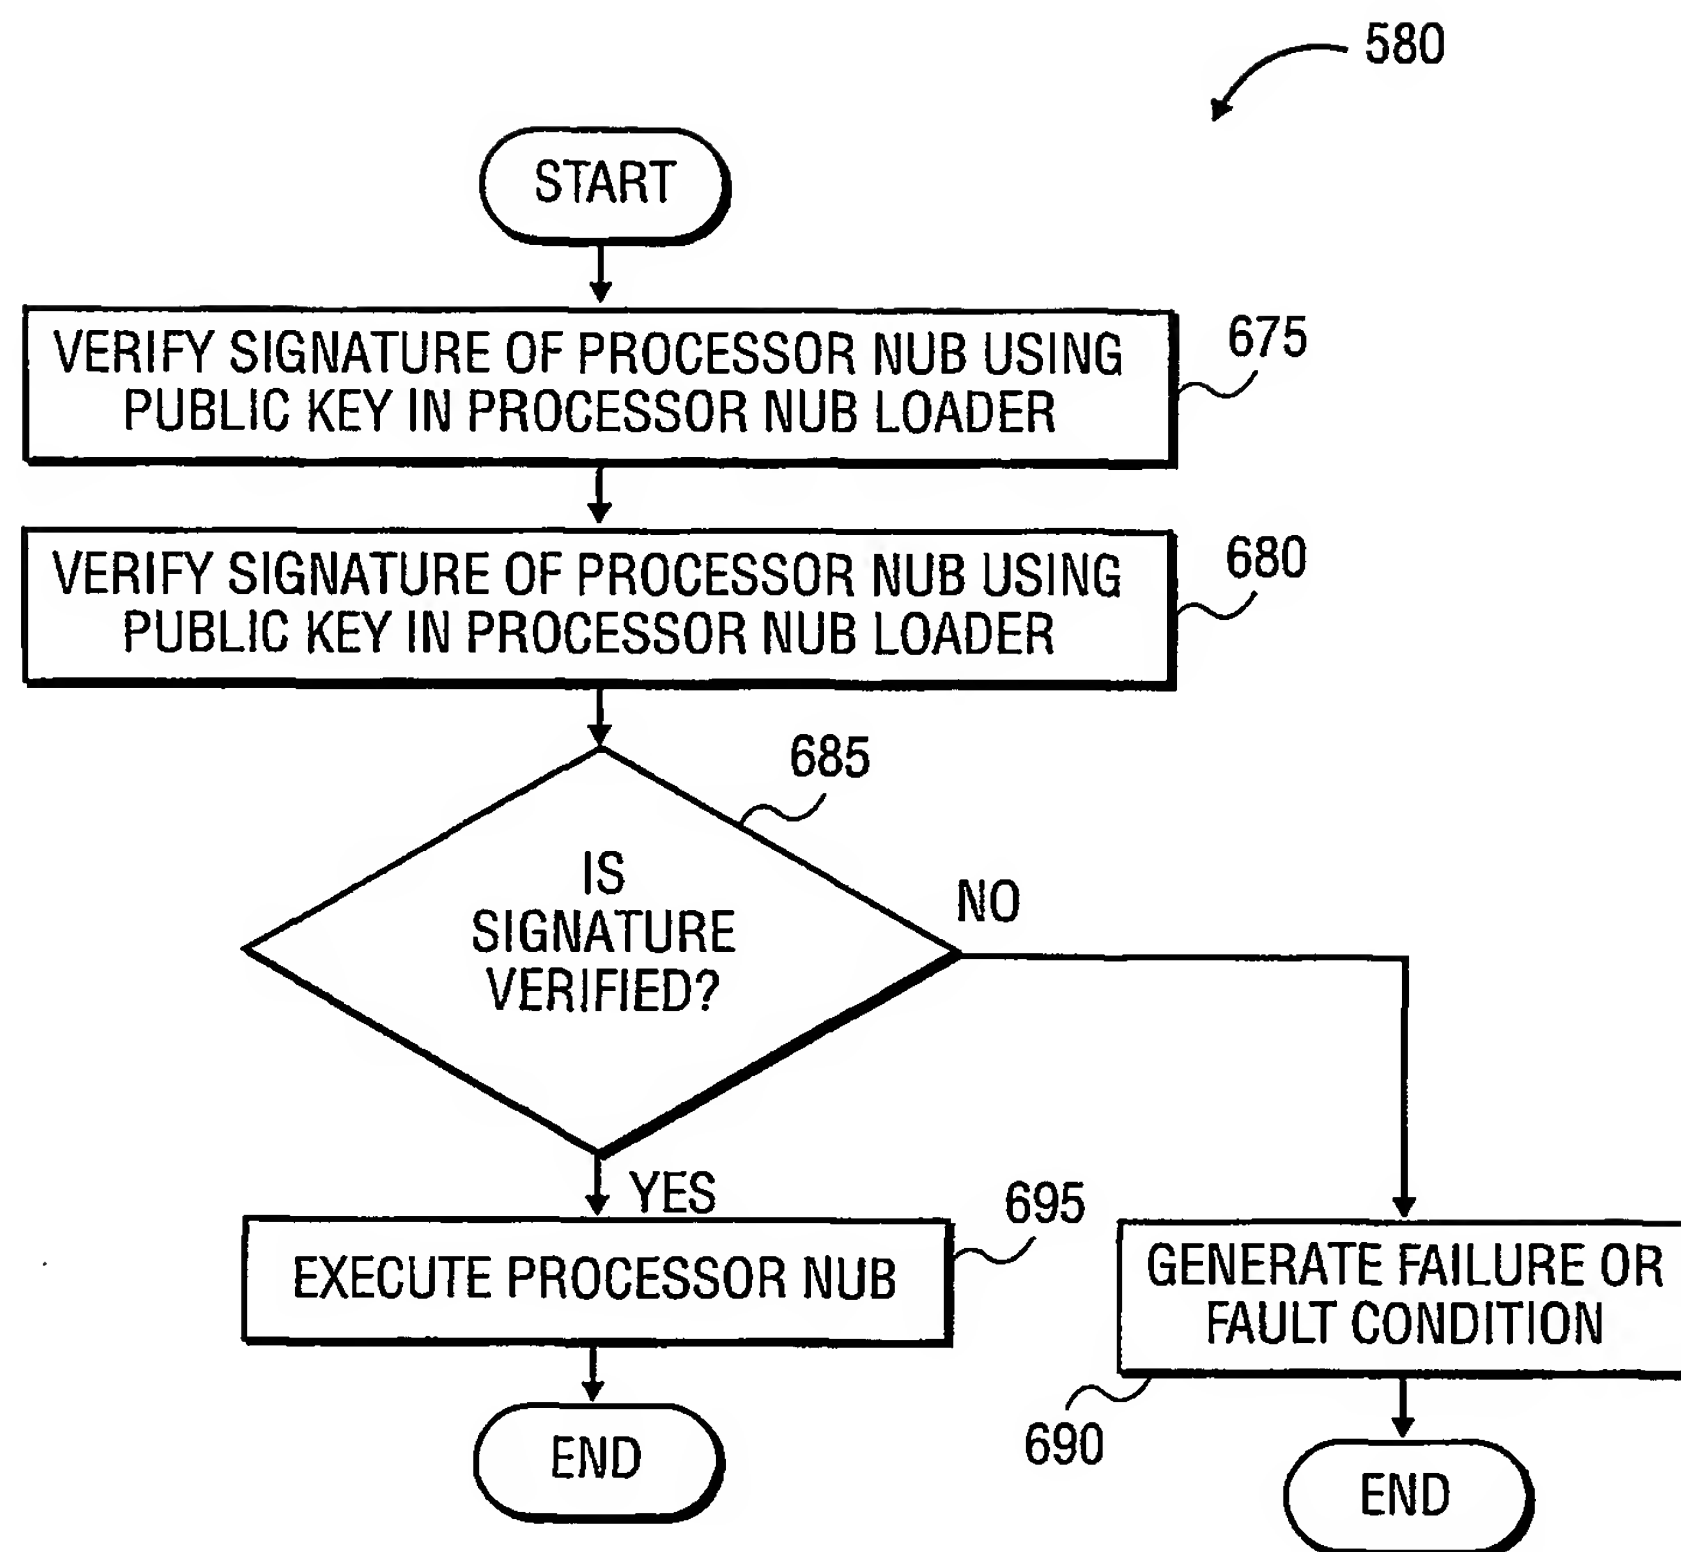 580
START
VERIFY SIGNATURE OF PROCESSOR NUB USING
PUBLIC KEY IN PROCESSOR NUB LOADER
675
VERIFY SIGNATURE OF PROCESSOR NUB USING
PUBLIC KEY IN PROCESSOR NUB LOADER
680
685
IS
SIGNATURE
VERIFIED?
NO
YES
EXECUTE PROCESSOR NUB
695
GENERATE FAILURE OR
FAULT CONDITION
690
END
END